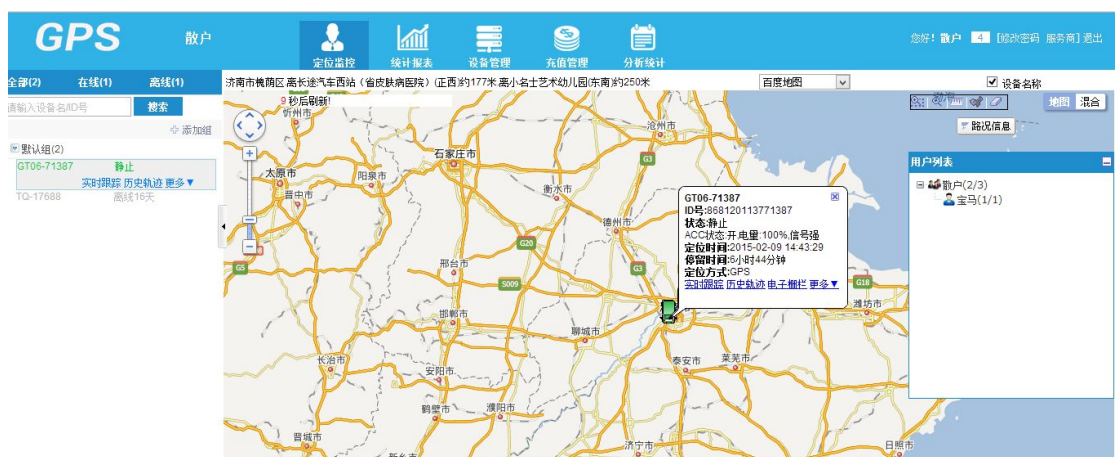 GPS
散户
定位监控
统计报表
设备管理
充值管理
分析统计
您好！散户 4 [修改密码 服务商] 退出
全部(2) 在线(1) 离线(1)
济南市槐荫区,离长途汽车西站（省皮肤病医院）(正西)约177米,离小名士艺术幼儿园(东南)约250米
百度地图
设备名称
请输入设备名/ID号
搜索
9 秒后刷新!
地图 混合
添加组
路况信息
默认组(2)
GT06-71387 静止
实时跟踪 历史轨迹 更多▼
TQ-17688 离线16天
用户列表
散户(2/3)
宝马(1/1)
GT06-71387
ID号:868120113771387
状态:静止
ACC状态:开,电量:100%,信号强
定位时间:2015-02-09 14:43:29
停留时间:6小时44分钟
定位方式:GPS
实时跟踪 历史轨迹 电子栅栏 更多▼
忻州市
沧州市
石家庄市
G3
太原市
阳泉市
晋中市
衡水市
德州市
G20
邢台市
G5
S009
G3
G18
潍坊市
邯郸市
聊城市
长治市
泰安市
莱芜市
安阳市
鹤壁市
濮阳市
晋城市
济宁市
日照市
新乡市